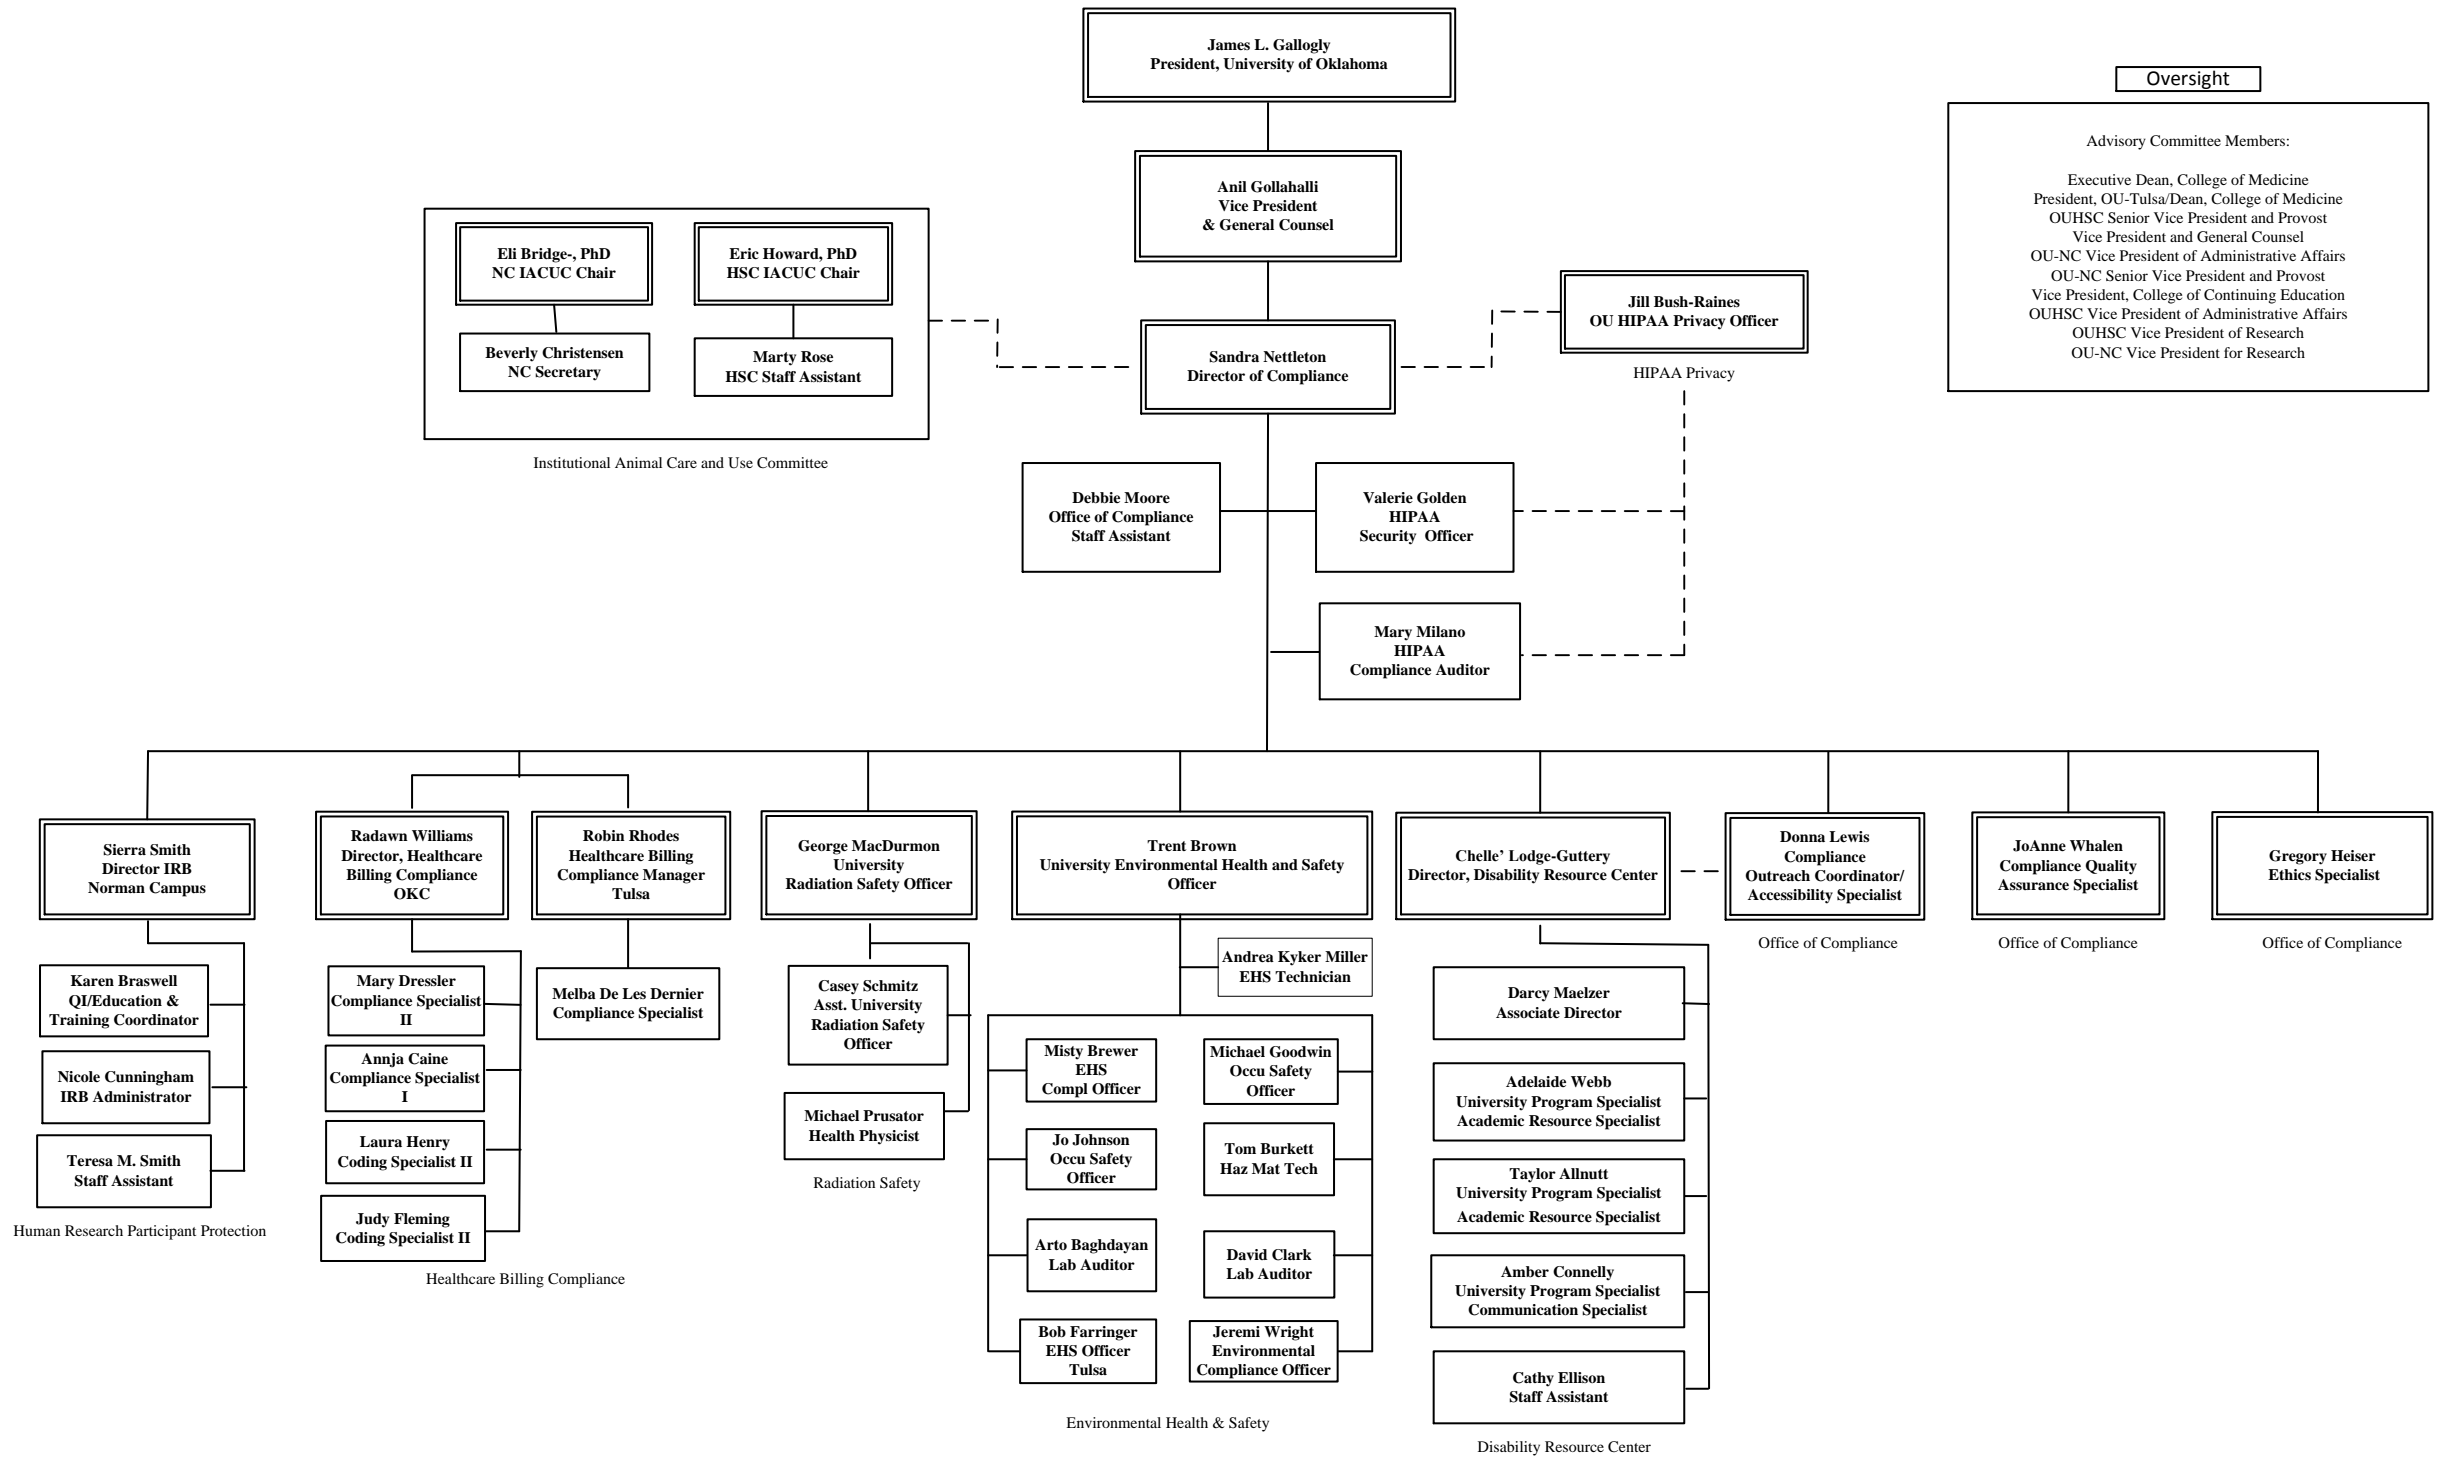 James L. Gallogly
President, University of Oklahoma
Oversight
Advisory Committee Members:
Executive Dean, College of Medicine
President, OU-Tulsa/Dean, College of Medicine
OUHSC Senior Vice President and Provost
Vice President and General Counsel
OU-NC Vice President of Administrative Affairs
OU-NC Senior Vice President and Provost
Vice President, College of Continuing Education
OUHSC Vice President of Administrative Affairs
OUHSC Vice President of Research
OU-NC Vice President for Research
Anil Gollahalli
Vice President
& General Counsel
Eli Bridge-, PhD
NC IACUC Chair
Eric Howard, PhD
HSC IACUC Chair
Beverly Christensen
NC Secretary
Marty Rose
HSC Staff Assistant
Institutional Animal Care and Use Committee
Jill Bush-Raines
OU HIPAA Privacy Officer
HIPAA Privacy
Sandra Nettleton
Director of Compliance
Debbie Moore
Office of Compliance
Staff Assistant
Valerie Golden
HIPAA
Security  Officer
Mary Milano
HIPAA
Compliance Auditor
Sierra Smith
Director IRB
Norman Campus
Karen Braswell
QI/Education &
Training Coordinator
Nicole Cunningham
IRB Administrator
Teresa M. Smith
Staff Assistant
Human Research Participant Protection
Radawn Williams
Director, Healthcare
Billing Compliance
OKC
Mary Dressler
Compliance Specialist
II
Annja Caine
Compliance Specialist
I
Laura Henry
Coding Specialist II
Judy Fleming
Coding Specialist II
Robin Rhodes
Healthcare Billing
Compliance Manager
Tulsa
Melba De Les Dernier
Compliance Specialist
Healthcare Billing Compliance
George MacDurmon
University
Radiation Safety Officer
Casey Schmitz
Asst. University
Radiation Safety
Officer
Michael Prusator
Health Physicist
Radiation Safety
Trent Brown
University Environmental Health and Safety
Officer
Andrea Kyker Miller
EHS Technician
Misty Brewer
EHS
Compl Officer
Michael Goodwin
Occu Safety
Officer
Jo Johnson
Occu Safety
Officer
Tom Burkett
Haz Mat Tech
Arto Baghdayan
Lab Auditor
David Clark
Lab Auditor
Bob Farringer
EHS Officer
Tulsa
Jeremi Wright
Environmental
Compliance Officer
Environmental Health & Safety
Chelle’ Lodge-Guttery
Director, Disability Resource Center
Darcy Maelzer
Associate Director
Adelaide Webb
University Program Specialist
Academic Resource Specialist
Taylor Allnutt
University Program Specialist
Academic Resource Specialist
Amber Connelly
University Program Specialist
Communication Specialist
Cathy Ellison
Staff Assistant
Disability Resource Center
Donna Lewis
Compliance
Outreach Coordinator/
Accessibility Specialist
Office of Compliance
JoAnne Whalen
Compliance Quality
Assurance Specialist
Office of Compliance
Gregory Heiser
Ethics Specialist
Office of Compliance